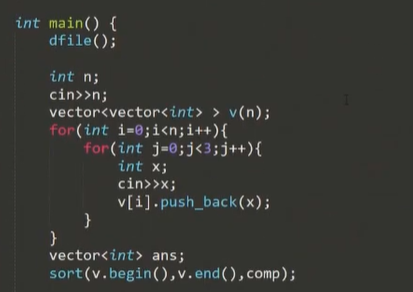 int main() {
dfile();
int n;
cin>>n;
vector<vector<int> > v(n);
for(int i=0;i<n;i++){
for(int j=0;j<3;j++){
int x;
cin>>x;
v[i].push_back(x);
}
}
vector<int> ans;
sort(v.begin(),v.end(),comp);